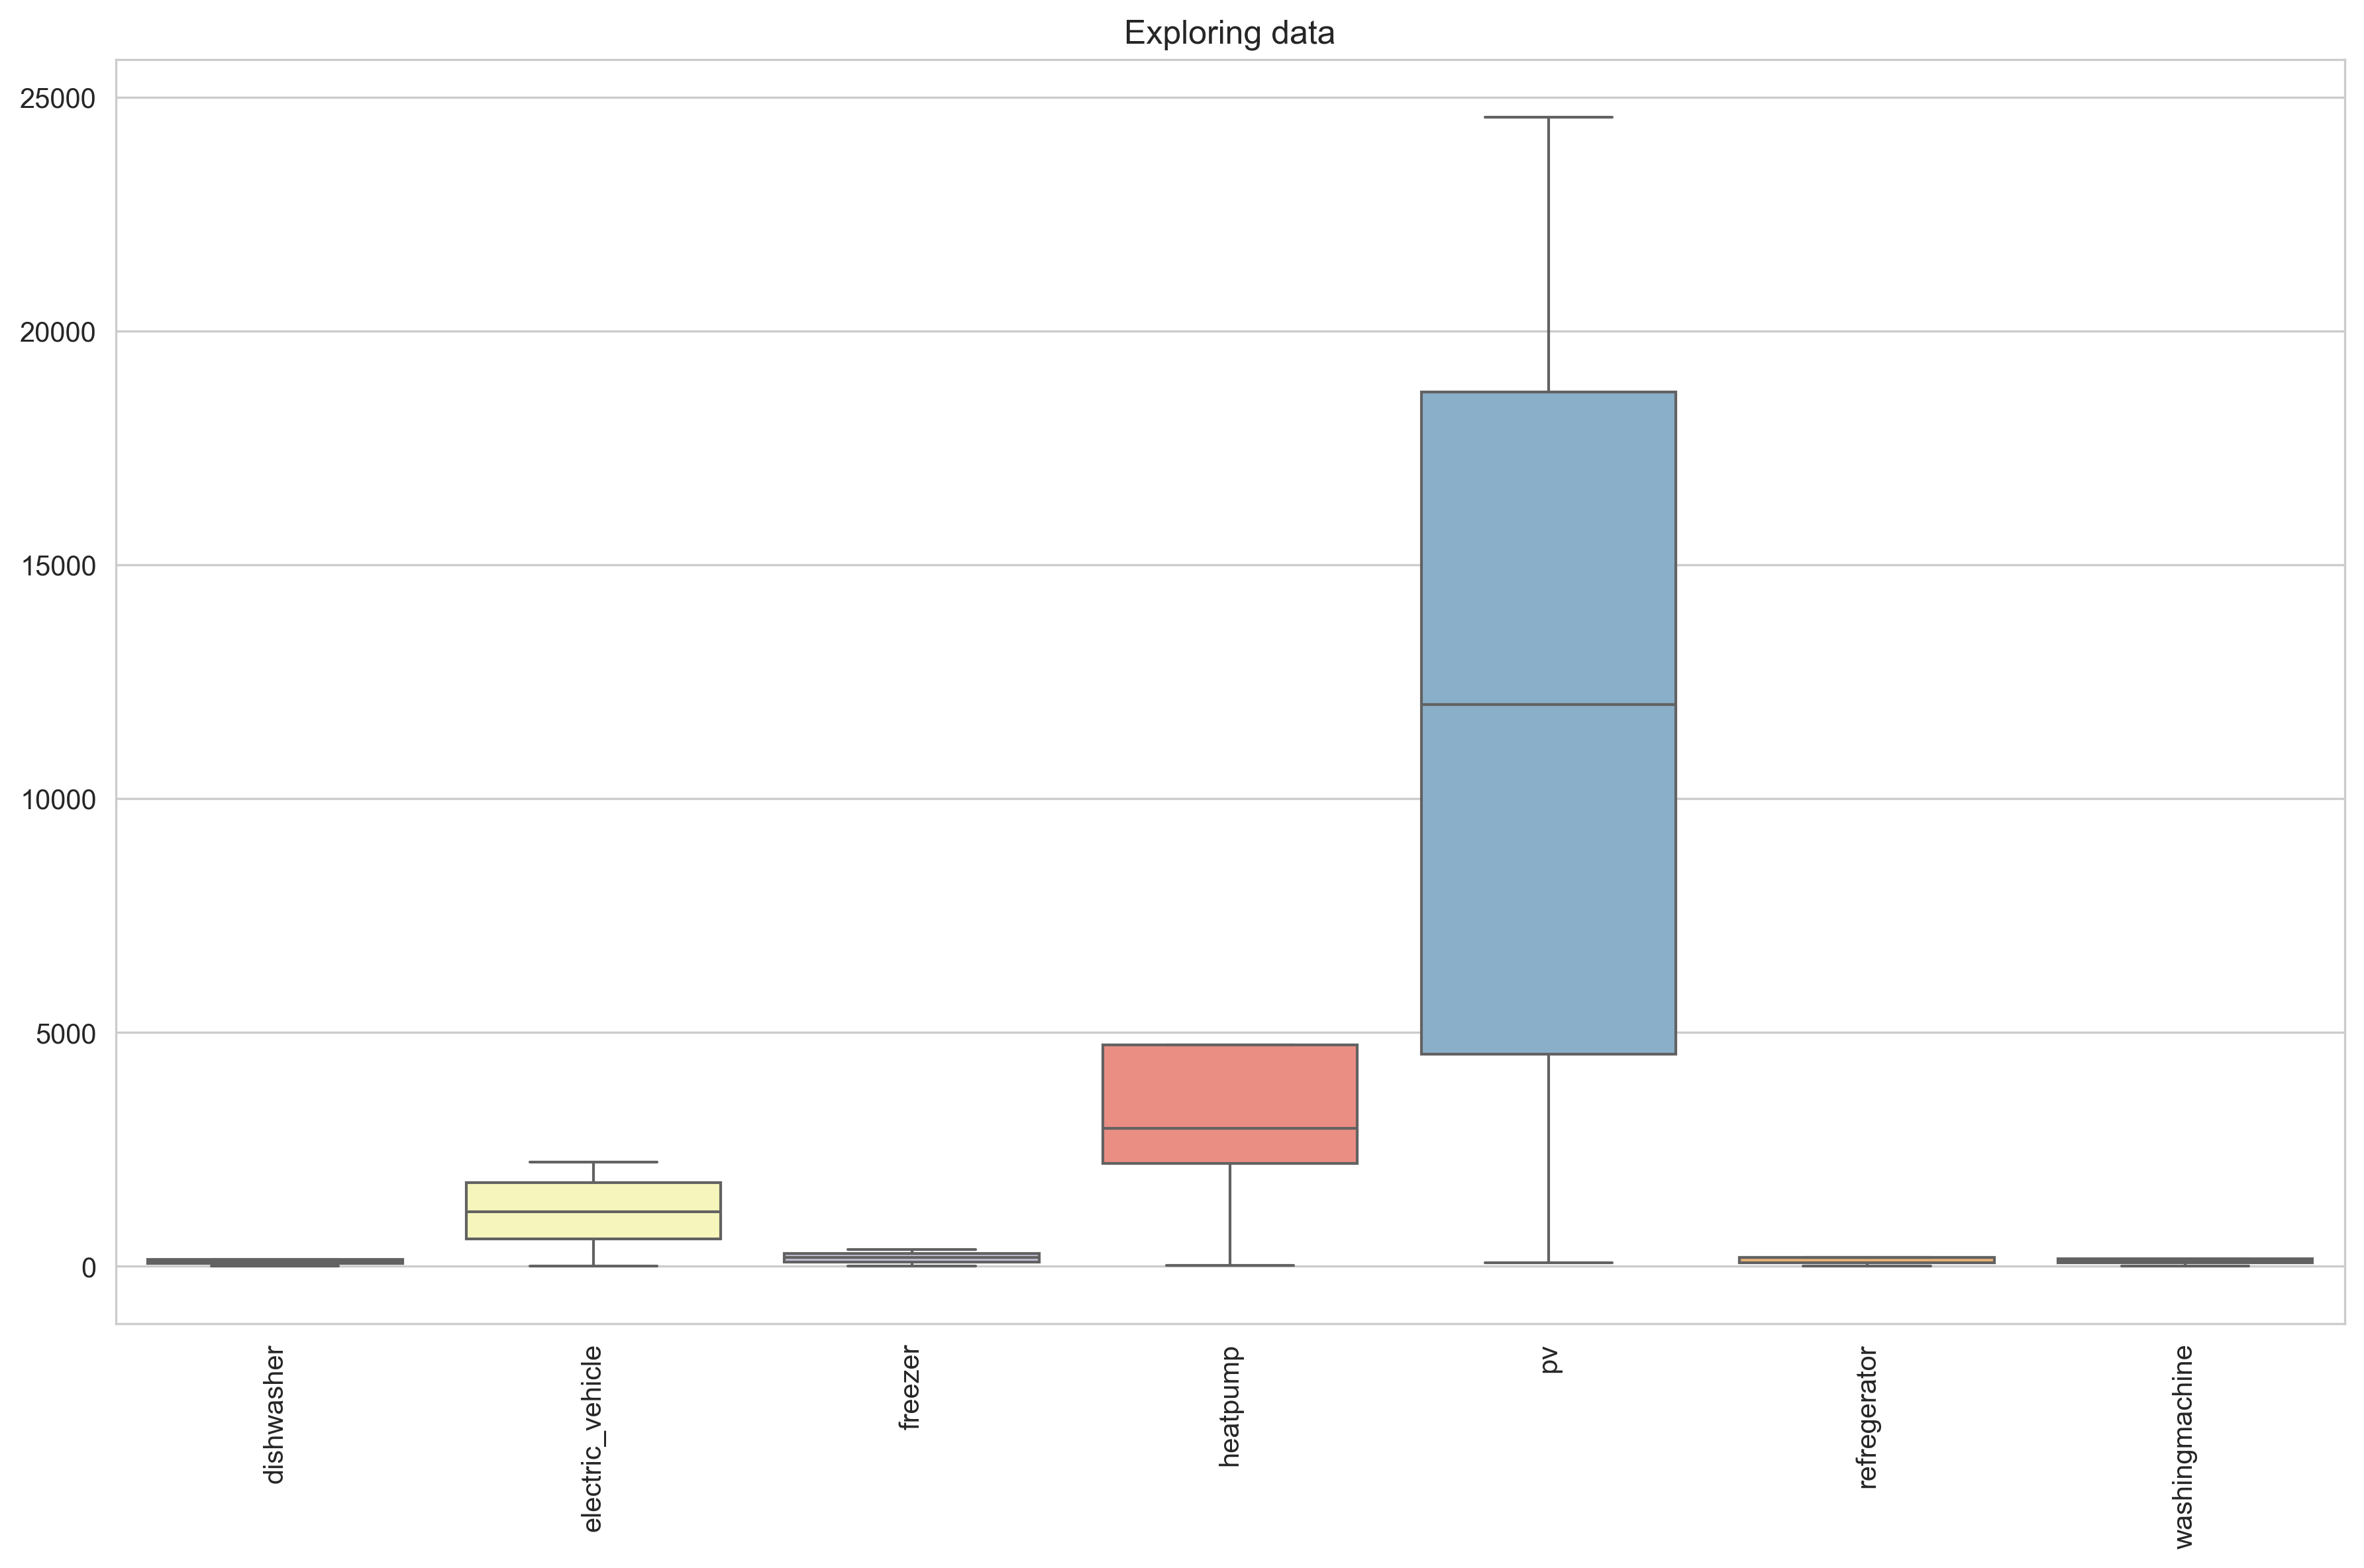 Exploring data
25000
20000
15000
10000
5000
0
dishwasher
electric_vehicle
freezer
heatpump
pv
refregerator
washingmachine